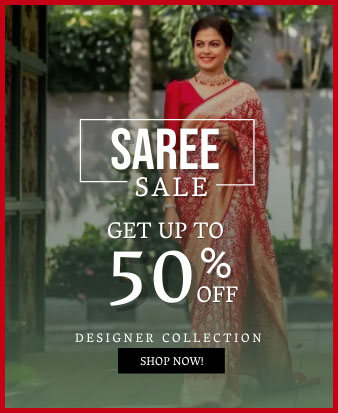 SAREE
SALE
GET UP TO
50%
OFF
DESIGNER COLLECTION
SHOP NOW!